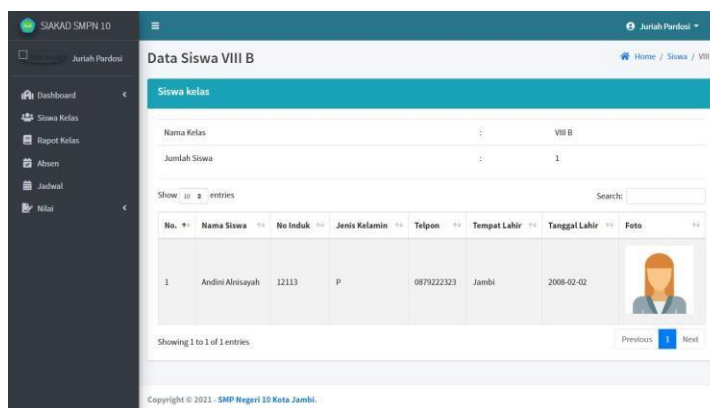 SIAKAD SMPN 10
Juriah Pardosi
Juriah Pardosi
Data Siswa VIII B
Home / Siswa / VIII
Dashboard
Siswa Kelas
Rapot Kelas
Absen
Jadwal
Nilai
Siswa kelas
Nama Kelas : VIII B
Jumlah Siswa : 1
Show 10 entries
Search:
No. Nama Siswa No Induk Jenis Kelamin Telpon Tempat Lahir Tanggal Lahir Foto
1 Andini Alnisayah 12113 P 0879222323 Jambi 2008-02-02
Showing 1 to 1 of 1 entries
Previous 1 Next
Copyright © 2021 - SMP Negeri 10 Kota Jambi.